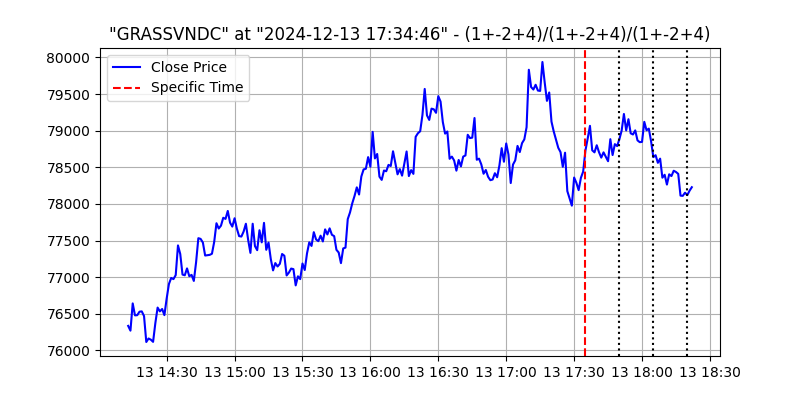 "GRASSVNDC" at "2024-12-13 17:34:46" - (1+-2+4)/(1+-2+4)/(1+-2+4)
Close Price
Specific Time
80000
79500
79000
78500
78000
77500
77000
76500
76000
13 14:30 13 15:00 13 15:30 13 16:00 13 16:30 13 17:00 13 17:30 13 18:00 13 18:30